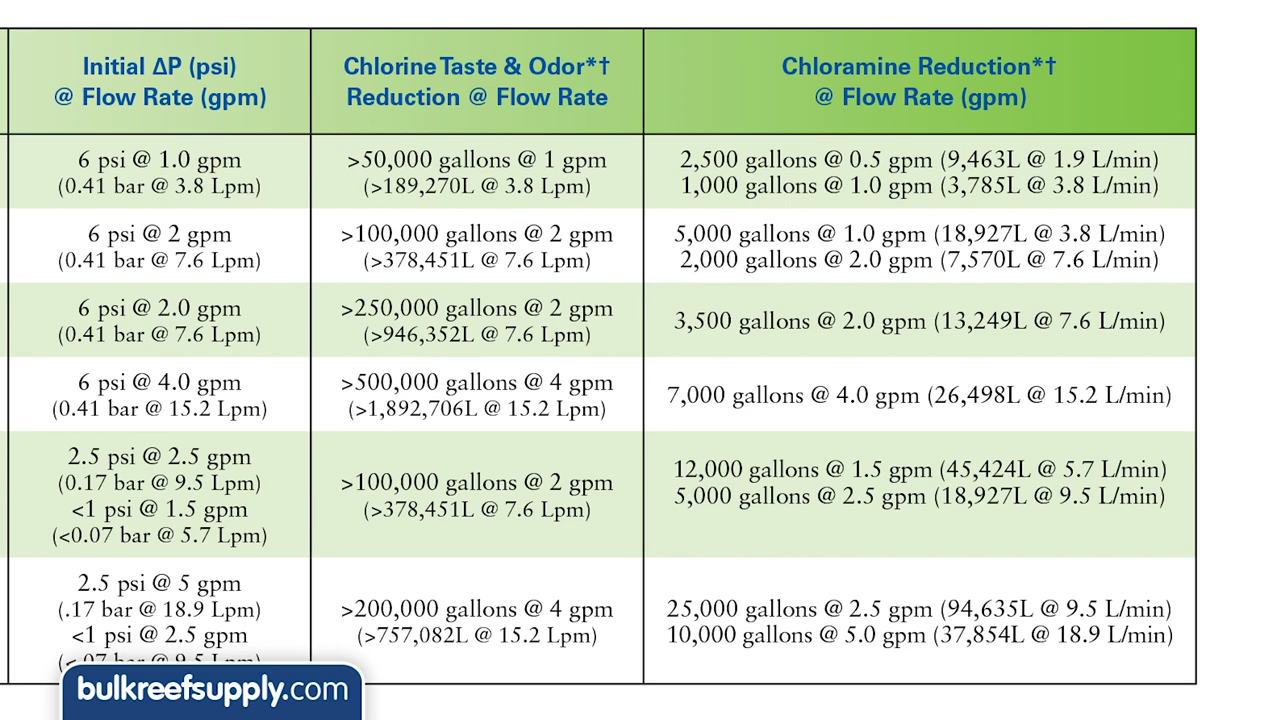 Initial ΔP (psi)
@ Flow Rate (gpm)
Chlorine Taste & Odor*†
Reduction @ Flow Rate
Chloramine Reduction*†
@ Flow Rate (gpm)
6 psi @ 1.0 gpm
(0.41 bar @ 3.8 Lpm)
>50,000 gallons @ 1 gpm
(>189,270L @ 3.8 Lpm)
2,500 gallons @ 0.5 gpm (9,463L @ 1.9 L/min)
1,000 gallons @ 1.0 gpm (3,785L @ 3.8 L/min)
6 psi @ 2 gpm
(0.41 bar @ 7.6 Lpm)
>100,000 gallons @ 2 gpm
(>378,451L @ 7.6 Lpm)
5,000 gallons @ 1.0 gpm (18,927L @ 3.8 L/min)
2,000 gallons @ 2.0 gpm (7,570L @ 7.6 L/min)
6 psi @ 2.0 gpm
(0.41 bar @ 7.6 Lpm)
>250,000 gallons @ 2 gpm
(>946,352L @ 7.6 Lpm)
3,500 gallons @ 2.0 gpm (13,249L @ 7.6 L/min)
6 psi @ 4.0 gpm
(0.41 bar @ 15.2 Lpm)
>500,000 gallons @ 4 gpm
(>1,892,706L @ 15.2 Lpm)
7,000 gallons @ 4.0 gpm (26,498L @ 15.2 L/min)
2.5 psi @ 2.5 gpm
(0.17 bar @ 9.5 Lpm)
<1 psi @ 1.5 gpm
(<0.07 bar @ 5.7 Lpm)
>100,000 gallons @ 2 gpm
(>378,451L @ 7.6 Lpm)
12,000 gallons @ 1.5 gpm (45,424L @ 5.7 L/min)
5,000 gallons @ 2.5 gpm (18,927L @ 9.5 L/min)
2.5 psi @ 5 gpm
(.17 bar @ 18.9 Lpm)
<1 psi @ 2.5 gpm
>200,000 gallons @ 4 gpm
(>757,082L @ 15.2 Lpm)
25,000 gallons @ 2.5 gpm (94,635L @ 9.5 L/min)
10,000 gallons @ 5.0 gpm (37,854L @ 18.9 L/min)
bulkreefsupply.com